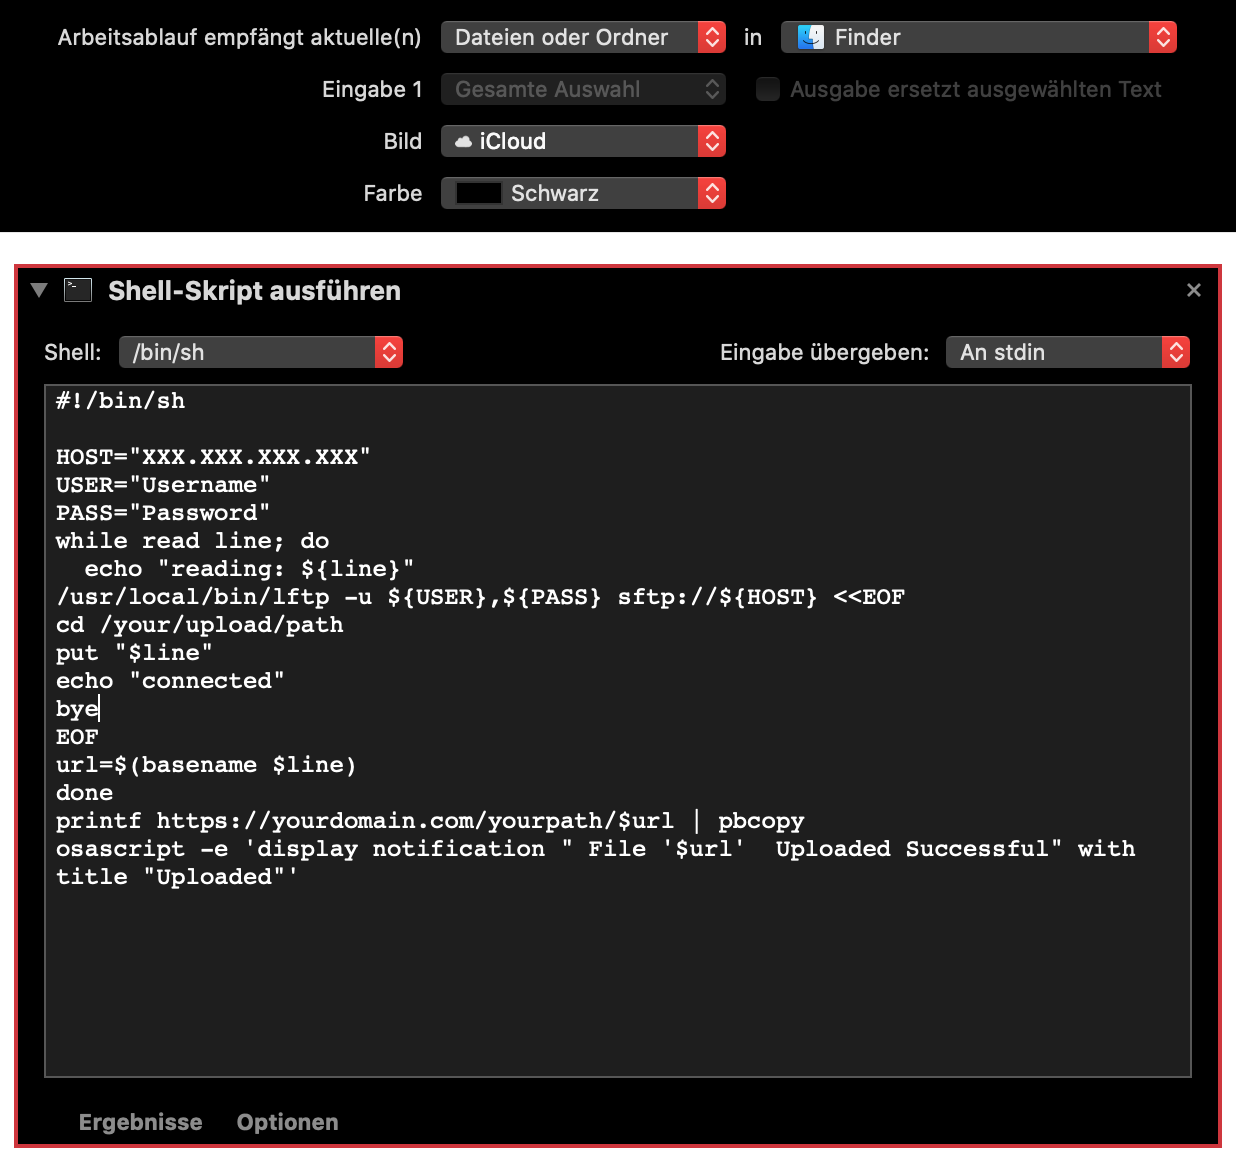 Arbeitsablauf empfängt aktuelle(n) Dateien oder Ordner in Finder
Eingabe 1 Gesamte Auswahl Ausgabe ersetzt ausgewählten Text
Bild iCloud
Farbe Schwarz
Shell-Skript ausführen
Shell: /bin/sh Eingabe übergeben: An stdin
#!/bin/sh

HOST="XXX.XXX.XXX.XXX"
USER="Username"
PASS="Password"
while read line; do
  echo "reading: ${line}"
/usr/local/bin/lftp -u ${USER},${PASS} sftp://${HOST} <<EOF
cd /your/upload/path
put "$line"
echo "connected"
bye
EOF
url=$(basename $line)
done
printf https://yourdomain.com/yourpath/$url | pbcopy
osascript -e 'display notification " File '$url'  Uploaded Successful" with
title "Uploaded"'
Ergebnisse Optionen